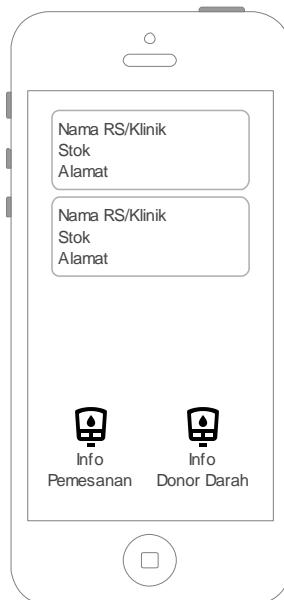 Nama RS/Klinik
Stok
Alamat
Nama RS/Klinik
Stok
Alamat
Info
Pemesanan
Info
Donor Darah